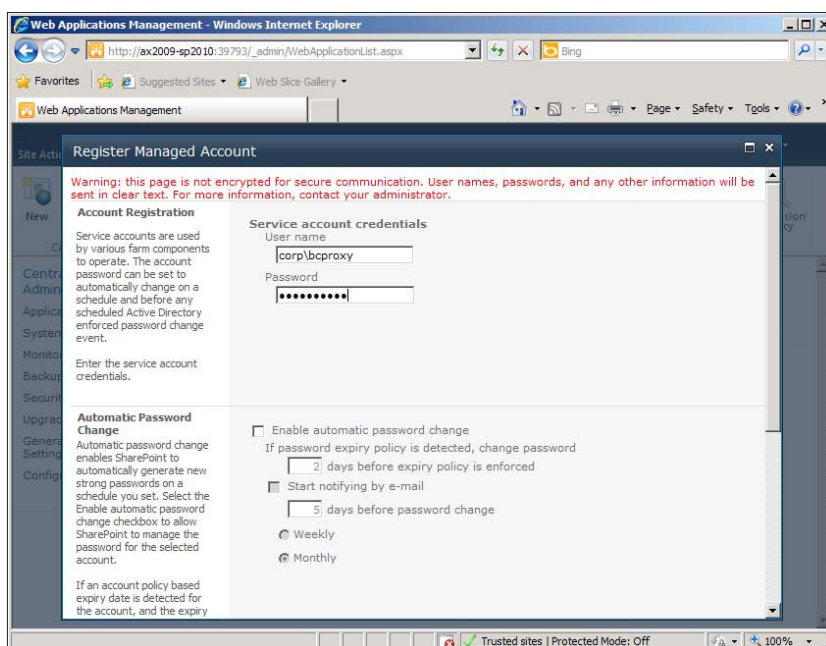 Web Applications Management - Windows Internet Explorer
http://ax2009-sp2010:39793/_admin/WebApplicationList.aspx
Bing
Favorites
Suggested Sites
Web Slice Gallery
Web Applications Management
Page
Safety
Tools
Site Acti
Register Managed Account
Warning: this page is not encrypted for secure communication. User names, passwords, and any other information will be
sent in clear text. For more information, contact your administrator.
New
Centr
Admin
Applica
System
Monito
Backup
Securit
Upgrad
Genera
Setting
Config
Account Registration
Service accounts are used
by various farm components
to operate. The account
password can be set to
automatically change on a
schedule and before any
scheduled Active Directory
enforced password change
event.
Enter the service account
credentials.
Service account credentials
User name
corp\bcproxy
Password
••••••••••
Automatic Password
Change
Automatic password change
enables SharePoint to
automatically generate new
strong passwords on a
schedule you set. Select the
Enable automatic password
change checkbox to allow
SharePoint to manage the
password for the selected
account.
If an account policy based
expiry date is detected for
the account, and the expiry
Enable automatic password change
If password expiry policy is detected, change password
2 days before expiry policy is enforced
Start notifying by e-mail
5 days before password change
Weekly
Monthly
Trusted sites | Protected Mode: Off
100%